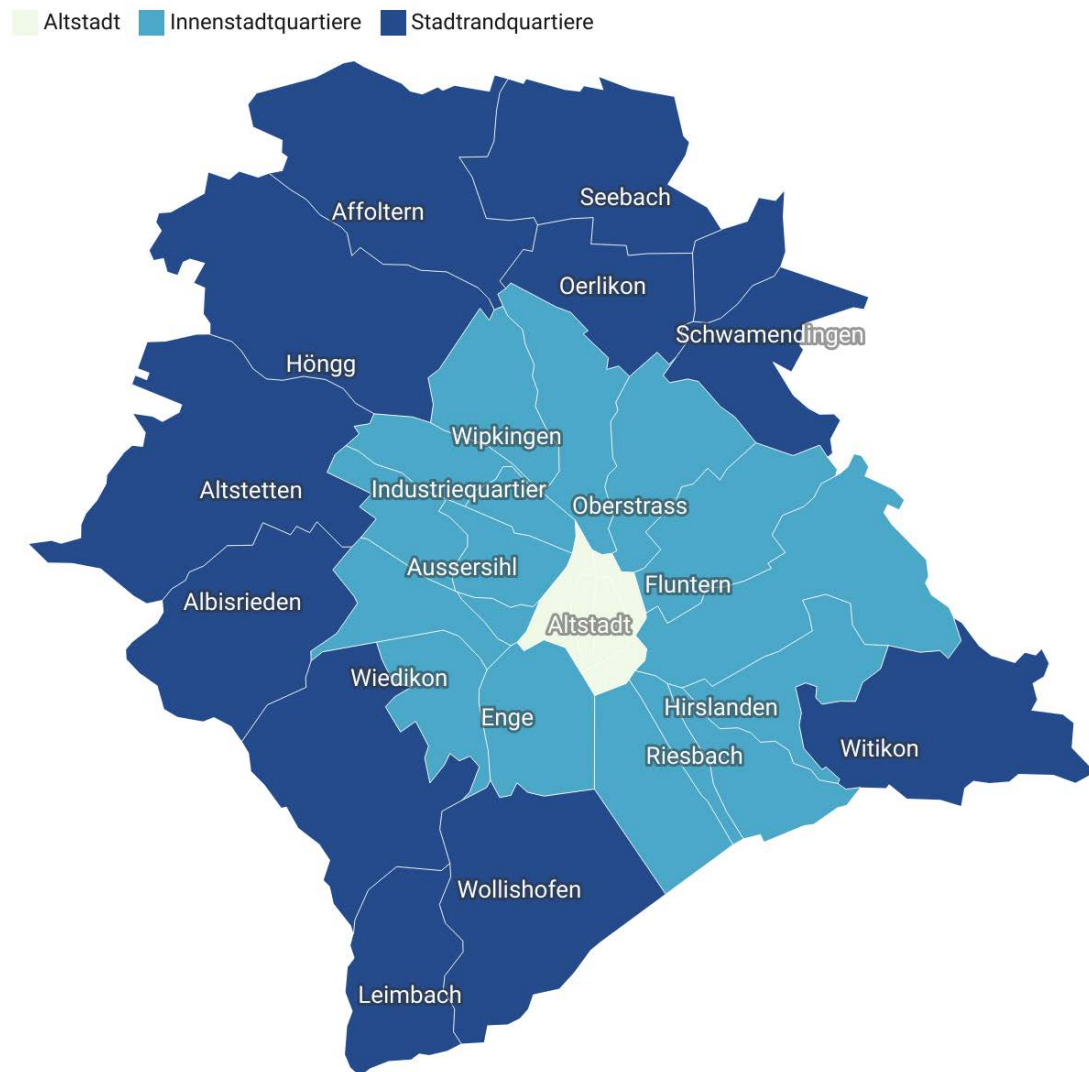 Altstadt Innenstadtquartiere Stadtrandquartiere
Seebach
Affoltern
Oerlikon
Schwamendingen
Höngg
Wipkingen
Altstetten
Industriequartier
Oberstrass
Aussersihl
Fluntern
Albisrieden
Altstadt
Wiedikon
Hirslanden
Enge
Riesbach
Witikon
Wollishofen
Leimbach